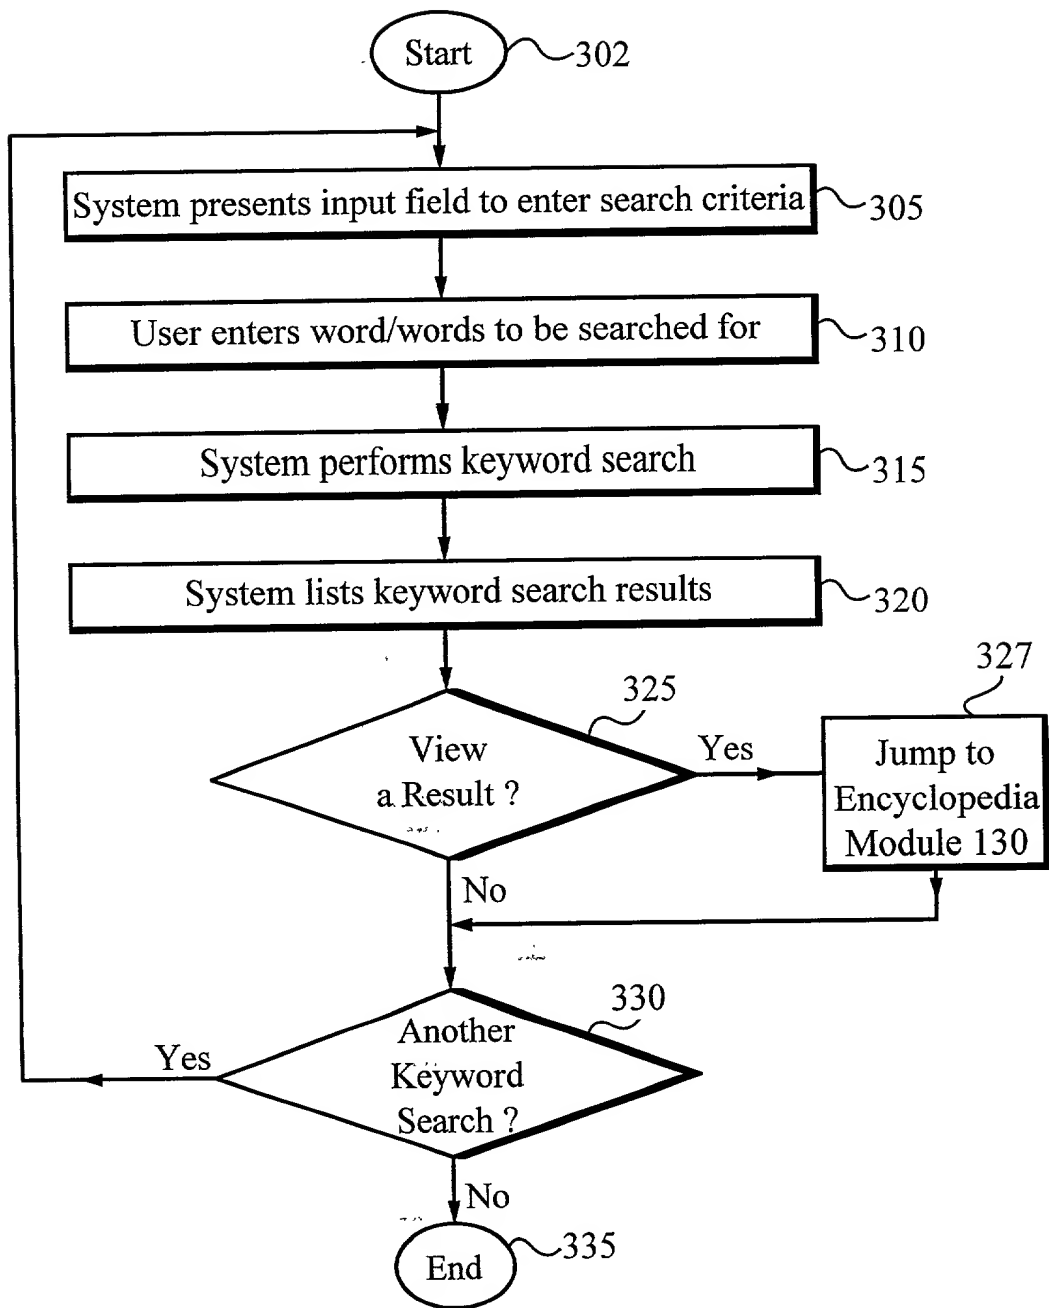 Start
302
System presents input field to enter search criteria
305
User enters word/words to be searched for
310
System performs keyword search
315
System lists keyword search results
320
325
327
View
a Result ?
Yes
Jump to
Encyclopedia
Module 130
No
330
Another
Keyword
Search ?
Yes
No
End
335